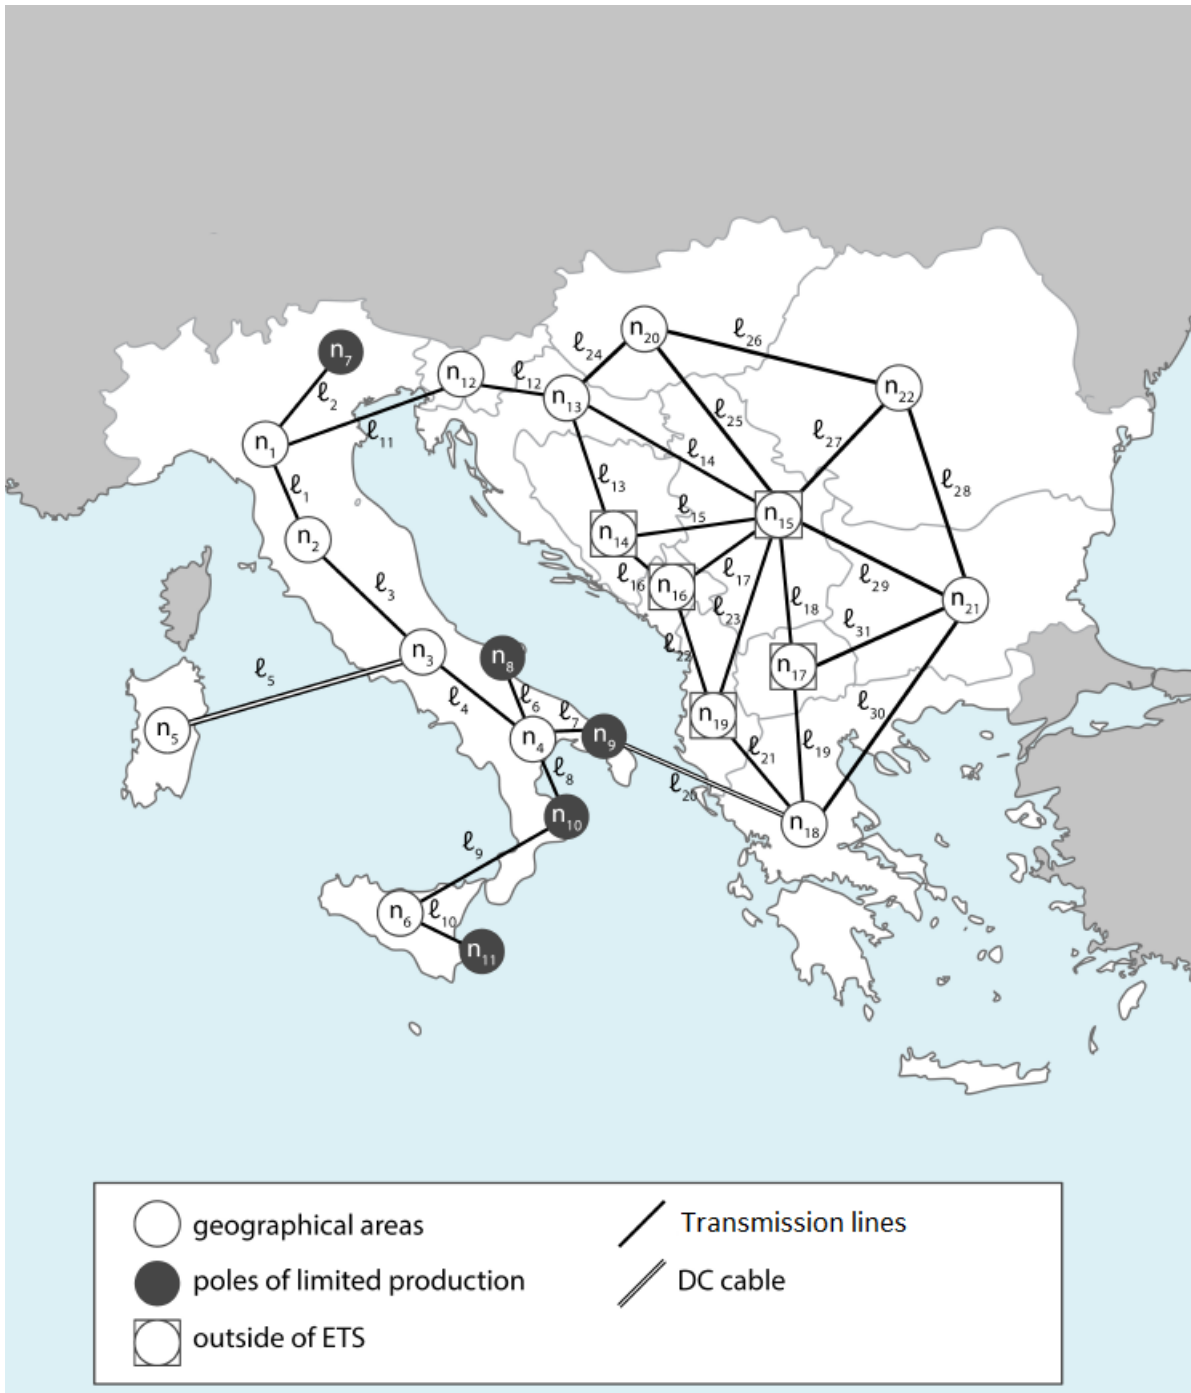 n20
ℓ26
ℓ24
n7
n12
ℓ12
n22
ℓ2
n13
ℓ25
ℓ11
ℓ27
n1
ℓ14
ℓ1
ℓ13
ℓ28
ℓ15
n15
n2
n14
ℓ3
ℓ16
n16
ℓ17
ℓ29
ℓ23
ℓ18
n21
ℓ31
n3
n8
ℓ22
n17
ℓ5
ℓ4
ℓ6
ℓ7
n19
ℓ30
n5
n4
n9
ℓ21
ℓ19
ℓ8
ℓ20
n10
n18
ℓ9
n6
ℓ10
n11
geographical areas
Transmission lines
poles of limited production
DC cable
outside of ETS